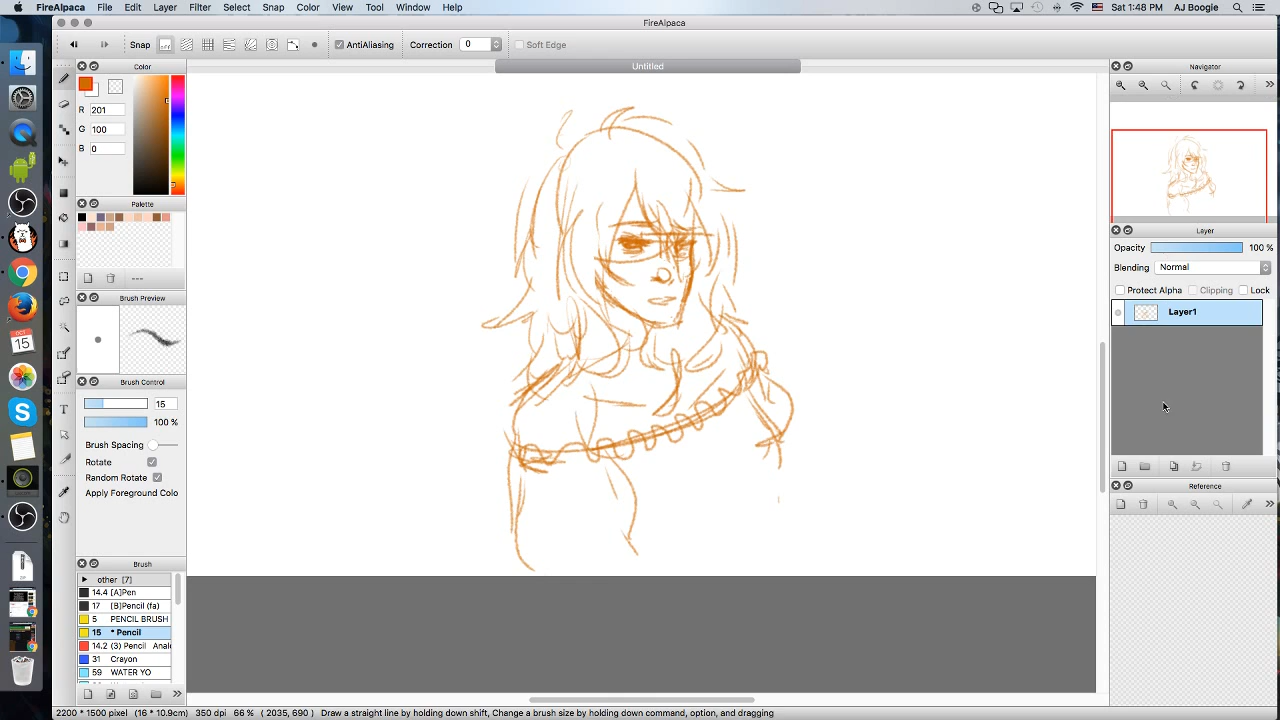 FireAlpaca File Edit Layer Filter Select Snap Color View Tool Window Help Sat 1:48 PM AJ Boogie
FireAlpaca
Snap off AntiAliasing Correction 0 Soft Edge
Untitled
Color
R 201
G 100
B 0
Palette
---
Brush Preview
Brush Control
15
100 %
Brush Spacing
Rotate
Random Rotate
Apply Foreground Colo
Brush
other [7]
14.4 (A)Pen
17 (B)Pencil (fa)
5 PENCIL BRUSH
15 * Pencil
14.2 (3) Pencil Anal
31 Crayon
59 WATER YO
Navigator
Layer
Opacity 100 %
Blending Normal
Protect Alpha Clipping Lock
Layer1
Reference
OCT
15
2200 * 1500 pixel (16 * 10.9cm) 350 dpi 66 % ( 2035, 690 ) Draw a straight line by holding down shift, Change a brush size by holding down command, option, and dragging